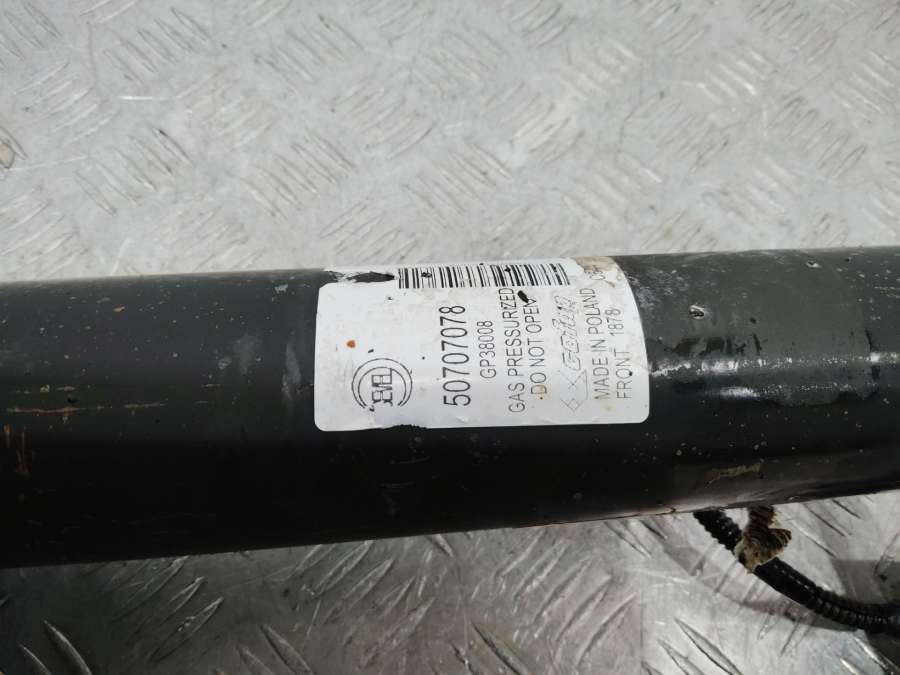 50707078
GP38008
GAS PRESSURIZED
DO NOT OPEN
MADE IN POLAND
FRONT 1878